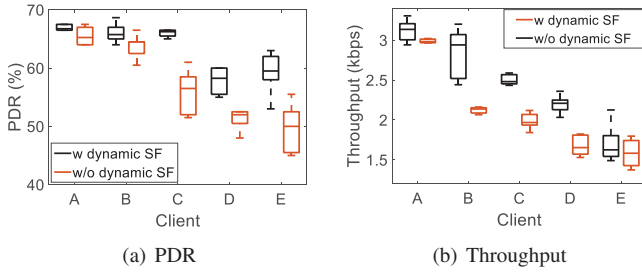 70
60
50
40
PDR (%)
w dynamic SF
w/o dynamic SF
A B C D E
Client
(a) PDR
3
2.5
2
1.5
Throughput (kbps)
w dynamic SF
w/o dynamic SF
A B C D E
Client
(b) Throughput